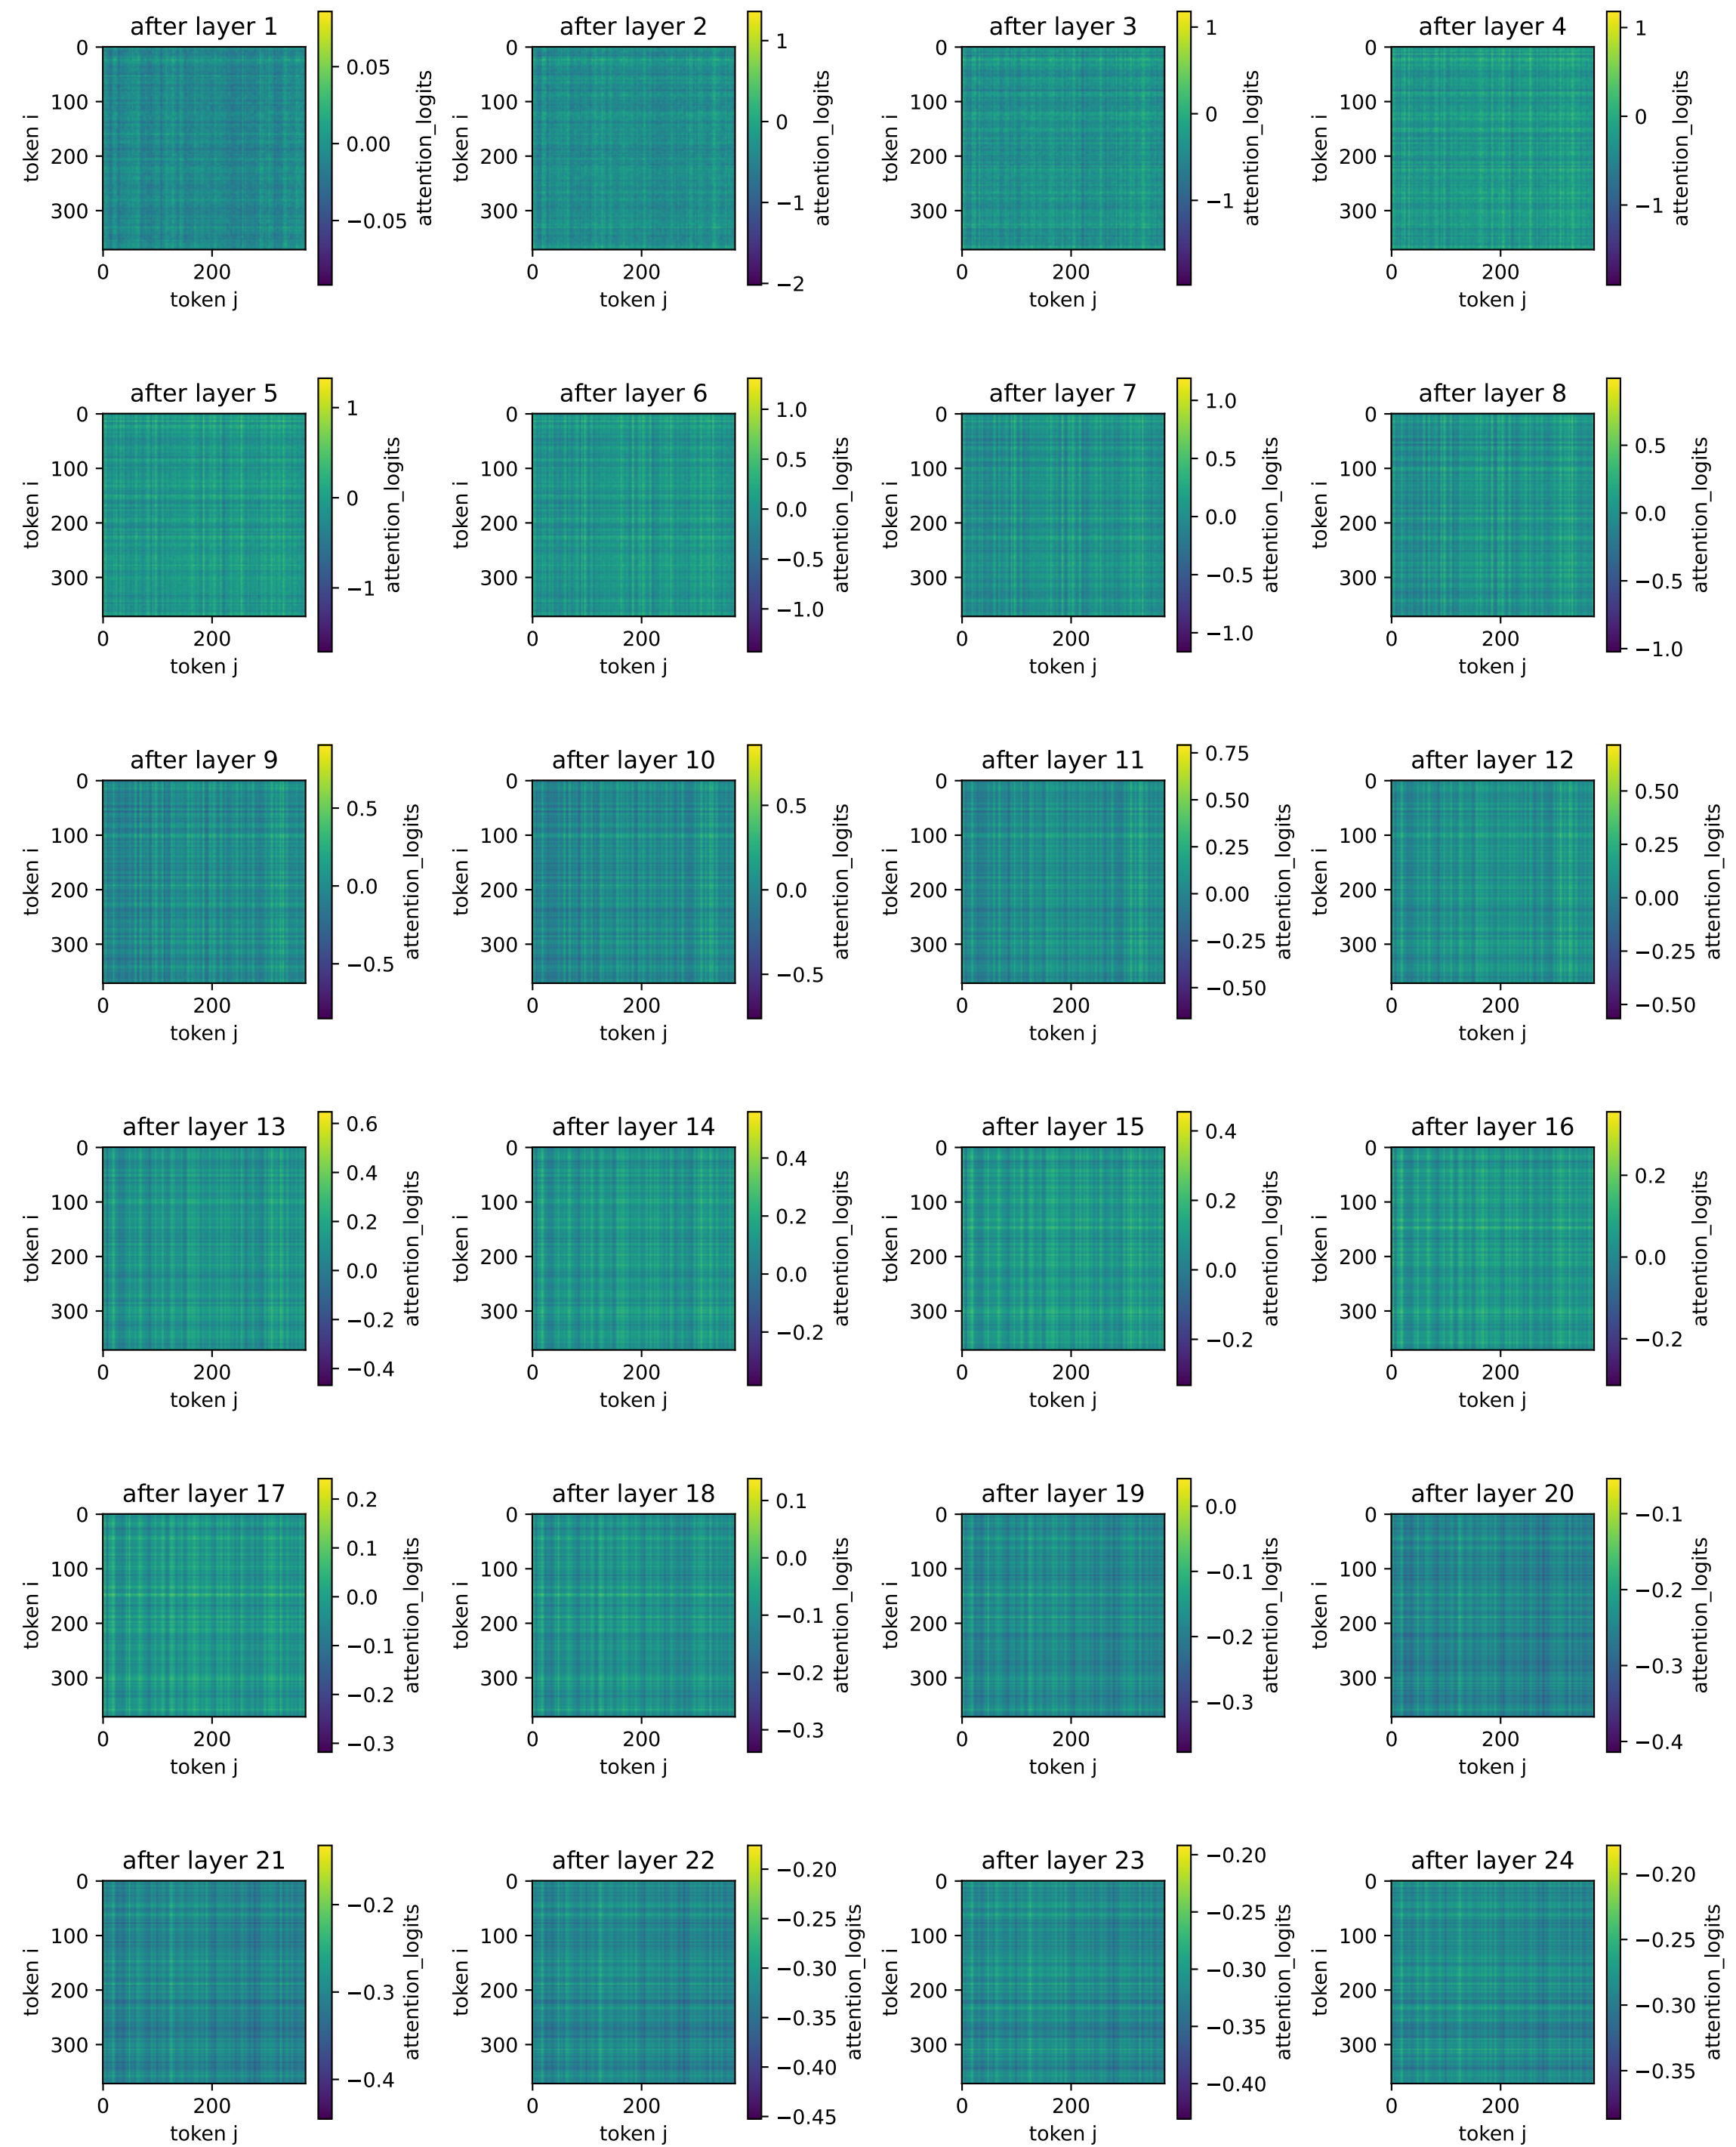 after layer 1
0
100
200
300
token i
0
200
token j
0.05
0.00
−0.05
attention_logits
after layer 2
0
100
200
300
token i
0
200
token j
1
0
−1
−2
attention_logits
after layer 3
0
100
200
300
token i
0
200
token j
1
0
−1
attention_logits
after layer 4
0
100
200
300
token i
0
200
token j
1
0
−1
attention_logits
after layer 5
0
100
200
300
token i
0
200
token j
1
0
−1
attention_logits
after layer 6
0
100
200
300
token i
0
200
token j
1.0
0.5
0.0
−0.5
−1.0
attention_logits
after layer 7
0
100
200
300
token i
0
200
token j
1.0
0.5
0.0
−0.5
−1.0
attention_logits
after layer 8
0
100
200
300
token i
0
200
token j
0.5
0.0
−0.5
−1.0
attention_logits
after layer 9
0
100
200
300
token i
0
200
token j
0.5
0.0
−0.5
attention_logits
after layer 10
0
100
200
300
token i
0
200
token j
0.5
0.0
−0.5
attention_logits
after layer 11
0
100
200
300
token i
0
200
token j
0.75
0.50
0.25
0.00
−0.25
−0.50
attention_logits
after layer 12
0
100
200
300
token i
0
200
token j
0.50
0.25
0.00
−0.25
−0.50
attention_logits
after layer 13
0
100
200
300
token i
0
200
token j
0.6
0.4
0.2
0.0
−0.2
−0.4
attention_logits
after layer 14
0
100
200
300
token i
0
200
token j
0.4
0.2
0.0
−0.2
attention_logits
after layer 15
0
100
200
300
token i
0
200
token j
0.4
0.2
0.0
−0.2
attention_logits
after layer 16
0
100
200
300
token i
0
200
token j
0.2
0.0
−0.2
attention_logits
after layer 17
0
100
200
300
token i
0
200
token j
0.2
0.1
0.0
−0.1
−0.2
−0.3
attention_logits
after layer 18
0
100
200
300
token i
0
200
token j
0.1
0.0
−0.1
−0.2
−0.3
attention_logits
after layer 19
0
100
200
300
token i
0
200
token j
0.0
−0.1
−0.2
−0.3
attention_logits
after layer 20
0
100
200
300
token i
0
200
token j
−0.1
−0.2
−0.3
−0.4
attention_logits
after layer 21
0
100
200
300
token i
0
200
token j
−0.2
−0.3
−0.4
attention_logits
after layer 22
0
100
200
300
token i
0
200
token j
−0.20
−0.25
−0.30
−0.35
−0.40
−0.45
attention_logits
after layer 23
0
100
200
300
token i
0
200
token j
−0.20
−0.25
−0.30
−0.35
−0.40
attention_logits
after layer 24
0
100
200
300
token i
0
200
token j
−0.20
−0.25
−0.30
−0.35
attention_logits